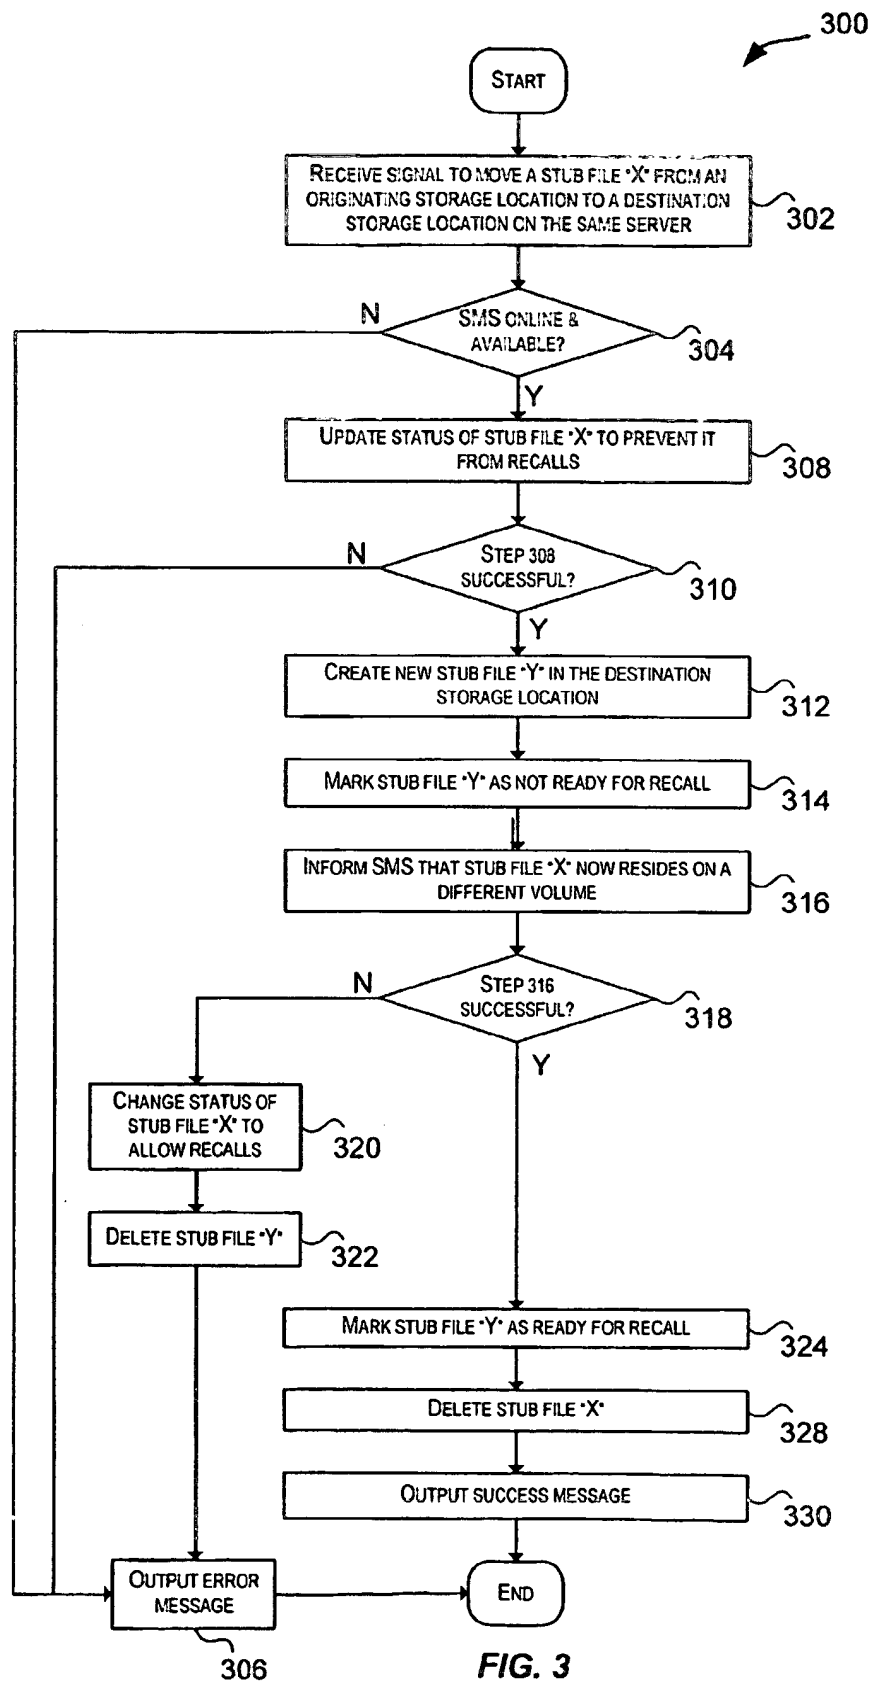 300
START
RECEIVE SIGNAL TO MOVE A STUB FILE "X" FROM AN
ORIGINATING STORAGE LOCATION TO A DESTINATION
STORAGE LOCATION ON THE SAME SERVER
302
N
SMS ONLINE &
AVAILABLE?
304
Y
UPDATE STATUS OF STUB FILE "X" TO PREVENT IT
FROM RECALLS
308
N
STEP 308
SUCCESSFUL?
310
Y
CREATE NEW STUB FILE "Y" IN THE DESTINATION
STORAGE LOCATION
312
MARK STUB FILE "Y" AS NOT READY FOR RECALL
314
INFORM SMS THAT STUB FILE "X" NOW RESIDES ON A
DIFFERENT VOLUME
316
N
STEP 316
SUCCESSFUL?
318
Y
CHANGE STATUS OF
STUB FILE "X" TO
ALLOW RECALLS
320
DELETE STUB FILE "Y"
322
MARK STUB FILE "Y" AS READY FOR RECALL
324
DELETE STUB FILE "X"
328
OUTPUT SUCCESS MESSAGE
330
OUTPUT ERROR
MESSAGE
306
END
FIG. 3